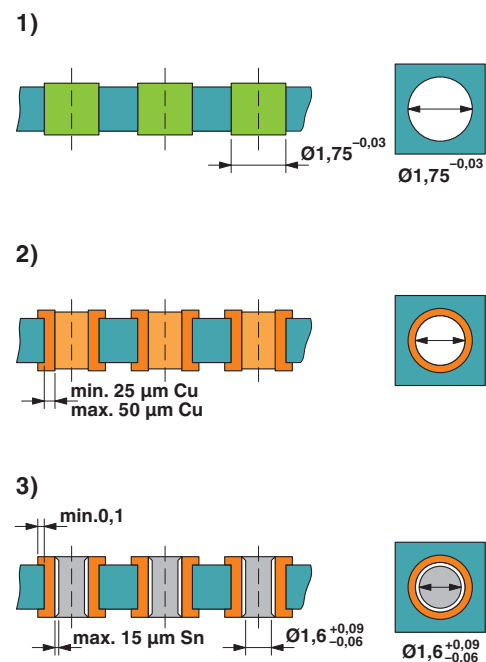 1)
Ø1,75 –0,03
Ø1,75 –0,03
2)
min. 25 µm Cu
max. 50 µm Cu
3)
min.0,1
max. 15 µm Sn
Ø1,6 +0,09 –0,06
Ø1,6 +0,09 –0,06